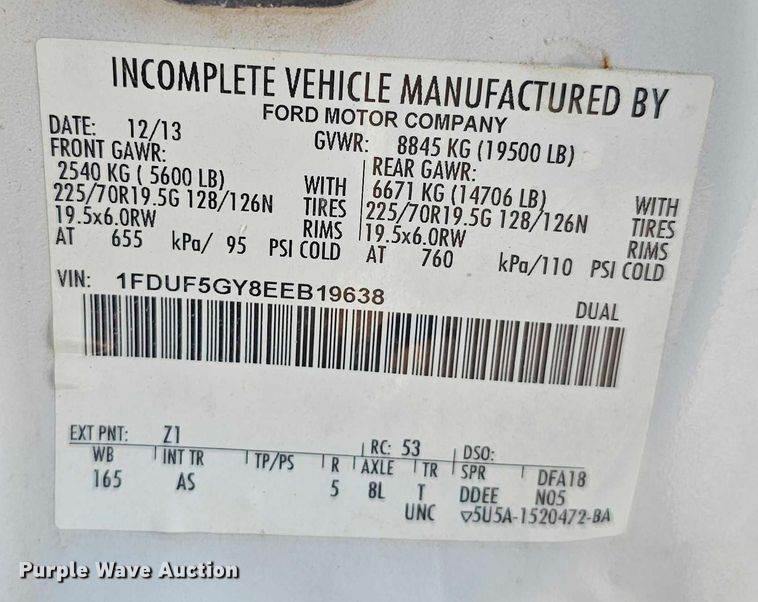 INCOMPLETE VEHICLE MANUFACTURED BY
FORD MOTOR COMPANY
DATE: 12/13 GVWR: 8845 KG (19500 LB)
FRONT GAWR: REAR GAWR:
2540 KG ( 5600 LB) WITH 6671 KG (14706 LB) WITH
225/70R19.5G 128/126N TIRES 225/70R19.5G 128/126N TIRES
19.5x6.0RW RIMS 19.5x6.0RW RIMS
AT 655 kPa/ 95 PSI COLD AT 760 kPa/110 PSI COLD
VIN: 1FDUF5GY8EEB19638 DUAL
EXT PNT: Z1 RC: 53 DSO:
WB INT TR TP/PS R AXLE TR SPR DFA18
165 AS 5 8L T DDEE N05
UNC ▽5U5A-1520472-BA
Purple Wave Auction